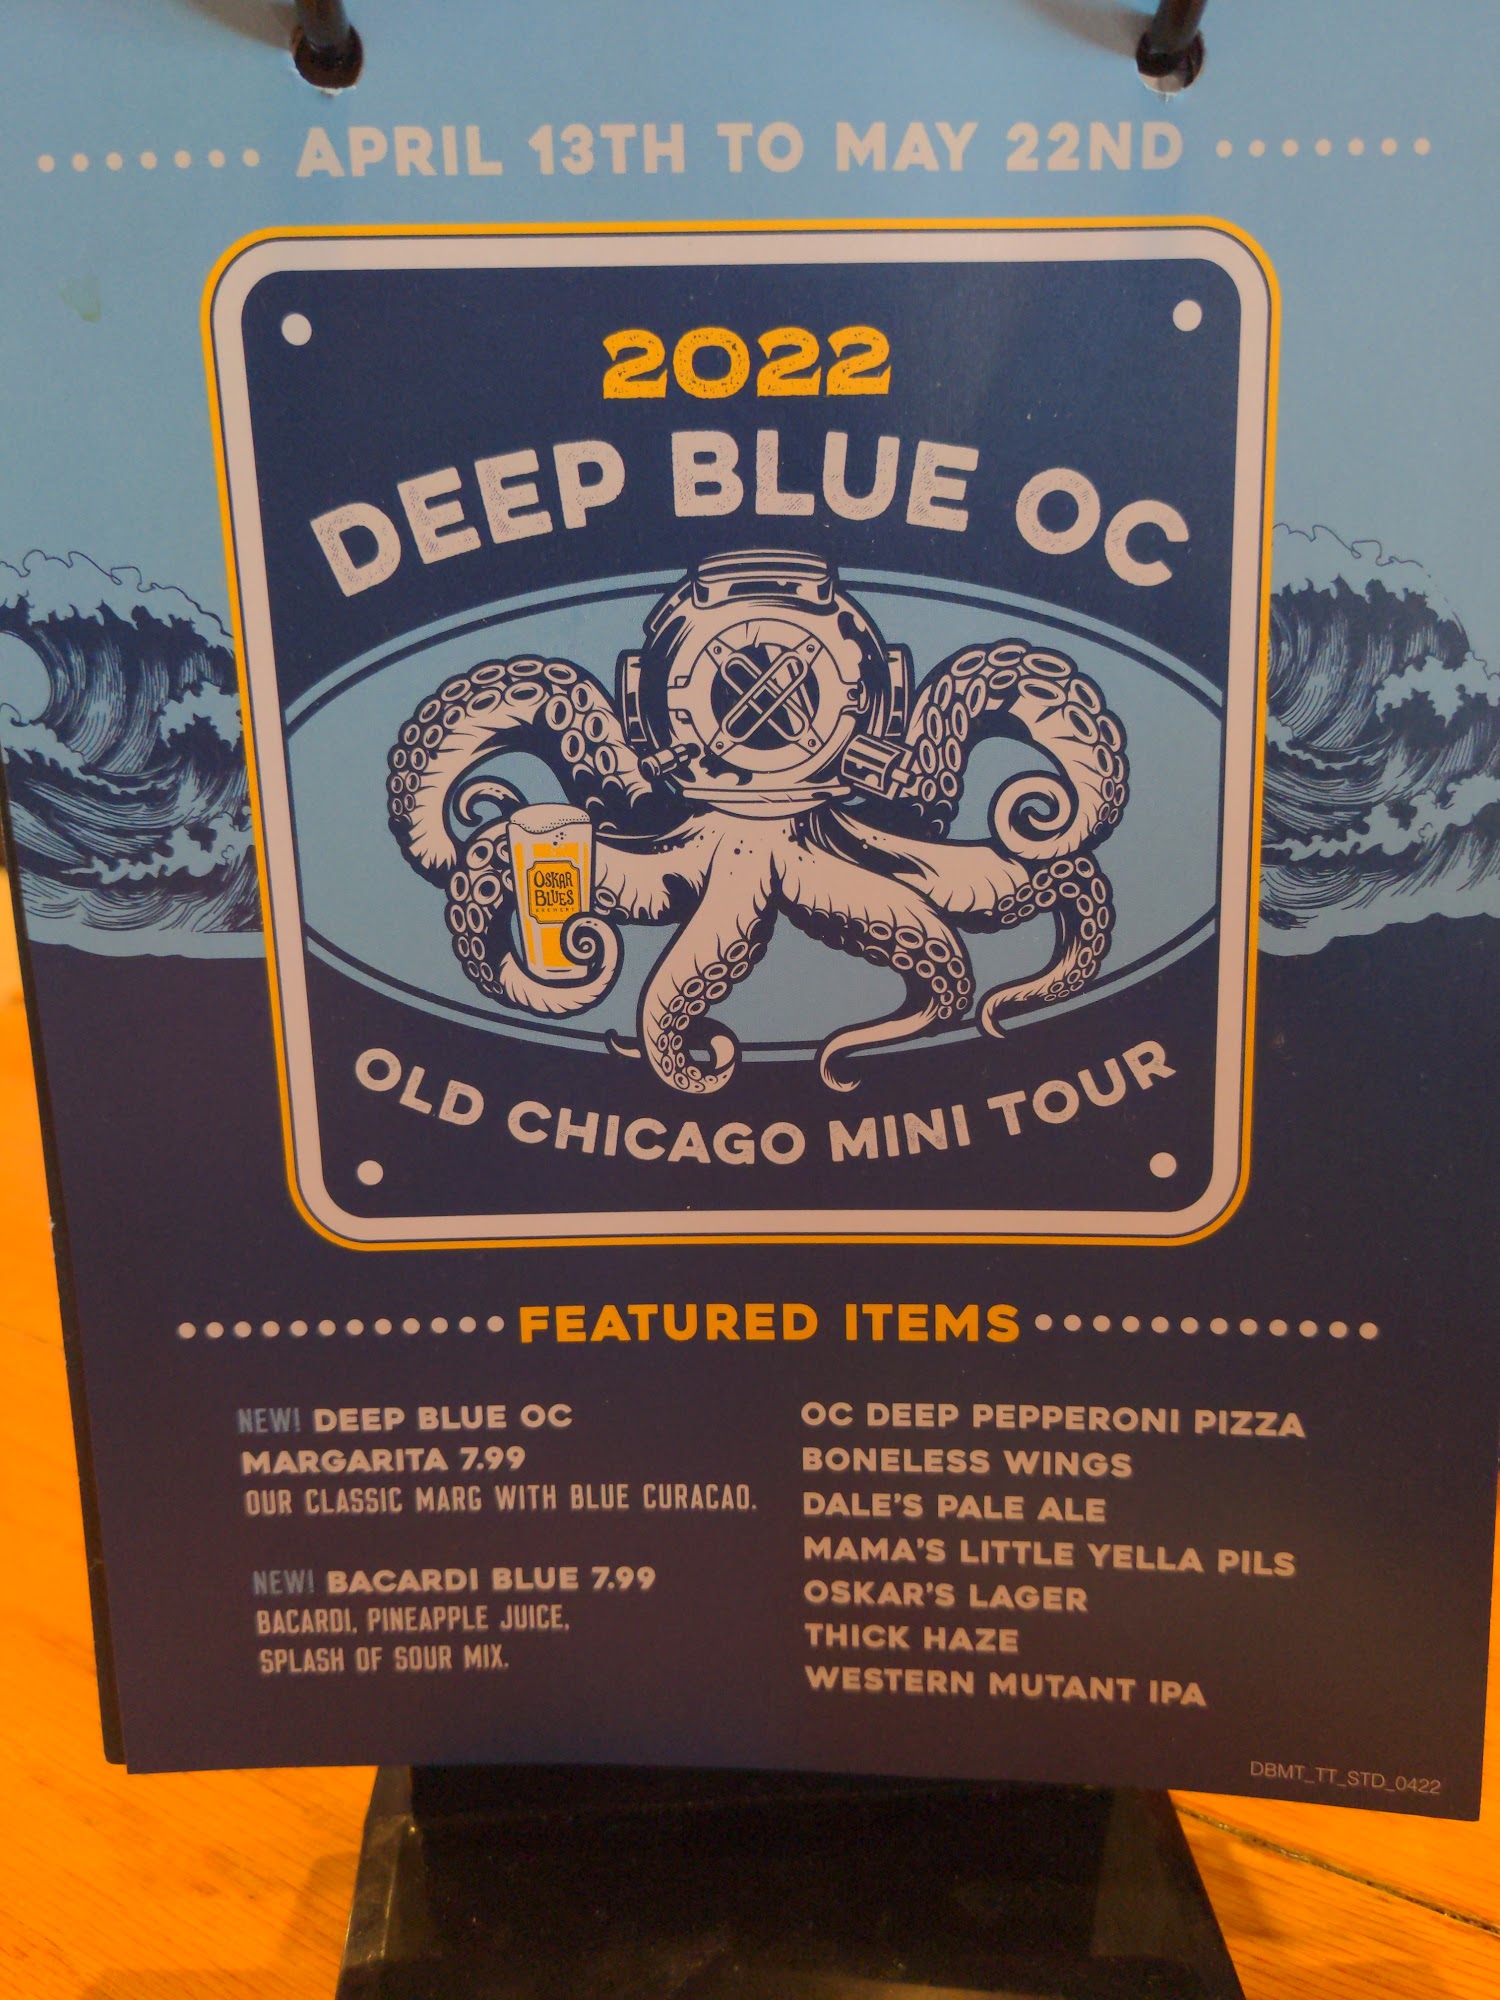 APRIL 13TH TO MAY 22ND
2022
DEEP BLUE OC
OSKAR
BLUES
BREWERY
OLD CHICAGO MINI TOUR
FEATURED ITEMS
NEW! DEEP BLUE OC
MARGARITA 7.99
OUR CLASSIC MARG WITH BLUE CURACAO.
NEW! BACARDI BLUE 7.99
BACARDI, PINEAPPLE JUICE,
SPLASH OF SOUR MIX.
OC DEEP PEPPERONI PIZZA
BONELESS WINGS
DALE'S PALE ALE
MAMA'S LITTLE YELLA PILS
OSKAR'S LAGER
THICK HAZE
WESTERN MUTANT IPA
DBMT_TT_STD_0422